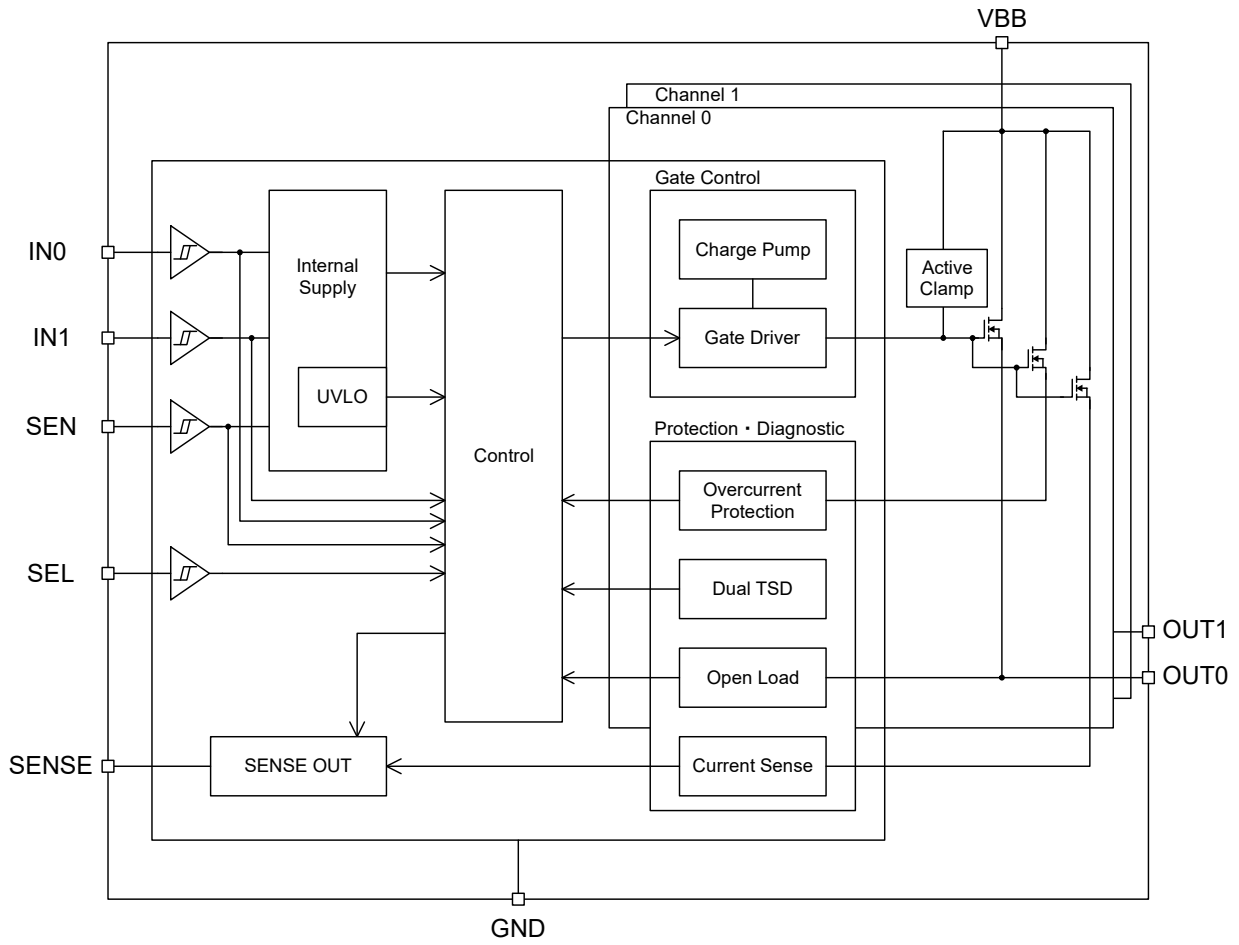 VBB
Channel 1
Channel 0
Gate Control
IN0
Internal
Supply
Charge Pump
Active
Clamp
IN1
Gate Driver
UVLO
SEN
Protection・Diagnostic
Control
Overcurrent
Protection
SEL
Dual TSD
OUT1
Open Load
OUT0
SENSE
SENSE OUT
Current Sense
GND